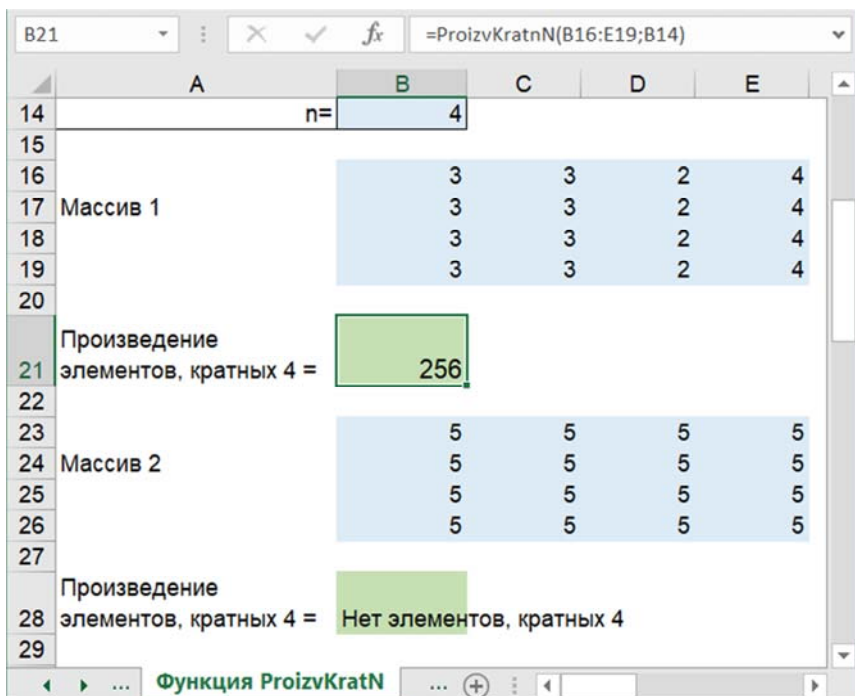 B21 fx =ProizvKratnN(B16:E19;B14)
A B C D E
14 n= 4
15
16 3 3 2 4
17 Массив 1 3 3 2 4
18 3 3 2 4
19 3 3 2 4
20
Произведение
21 элементов, кратных 4 = 256
22
23 5 5 5 5
24 Массив 2 5 5 5 5
25 5 5 5 5
26 5 5 5 5
27
Произведение
28 элементов, кратных 4 = Нет элементов, кратных 4
29
... Функция ProizvKratN ...